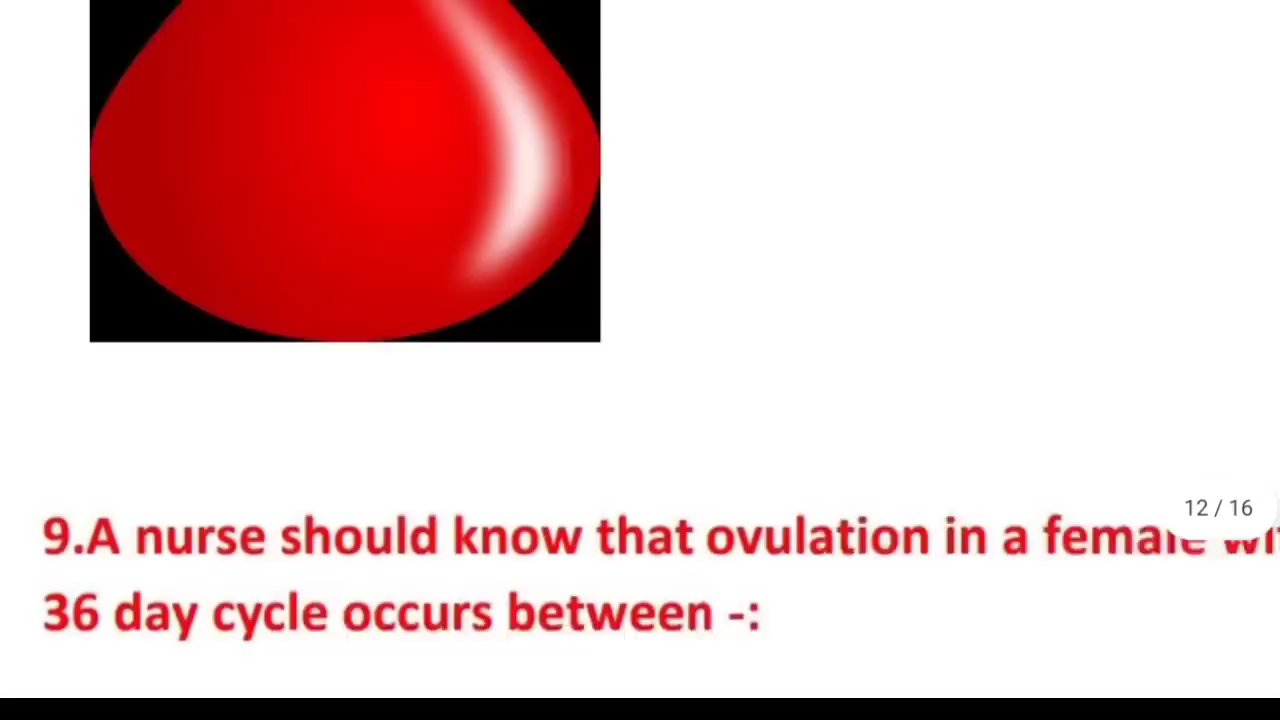 12 / 16
9.A nurse should know that ovulation in a female
36 day cycle occurs between -: